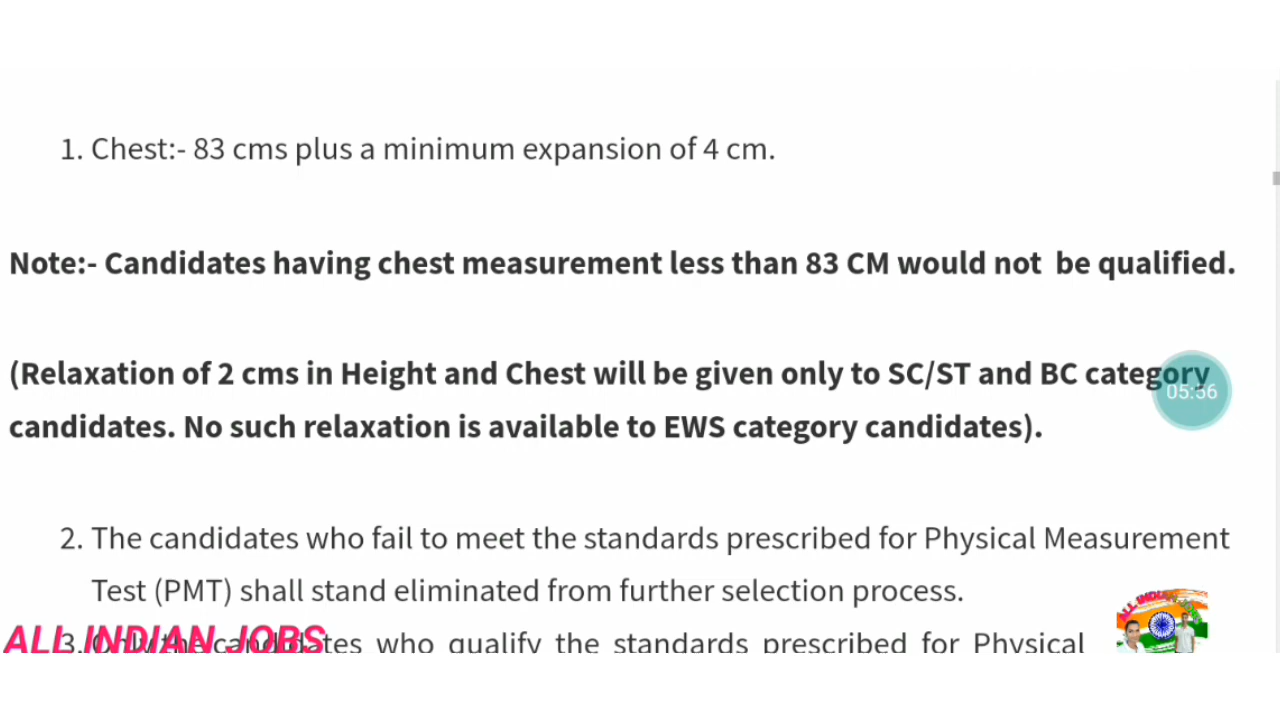 1. Chest:- 83 cms plus a minimum expansion of 4 cm.
Note:- Candidates having chest measurement less than 83 CM would not  be qualified.
(Relaxation of 2 cms in Height and Chest will be given only to SC/ST and BC category
05:56
candidates. No such relaxation is available to EWS category candidates).
2. The candidates who fail to meet the standards prescribed for Physical Measurement
Test (PMT) shall stand eliminated from further selection process.
ALL INDIAN JOBS
3. Only the candidates who qualify the standards prescribed for Physical